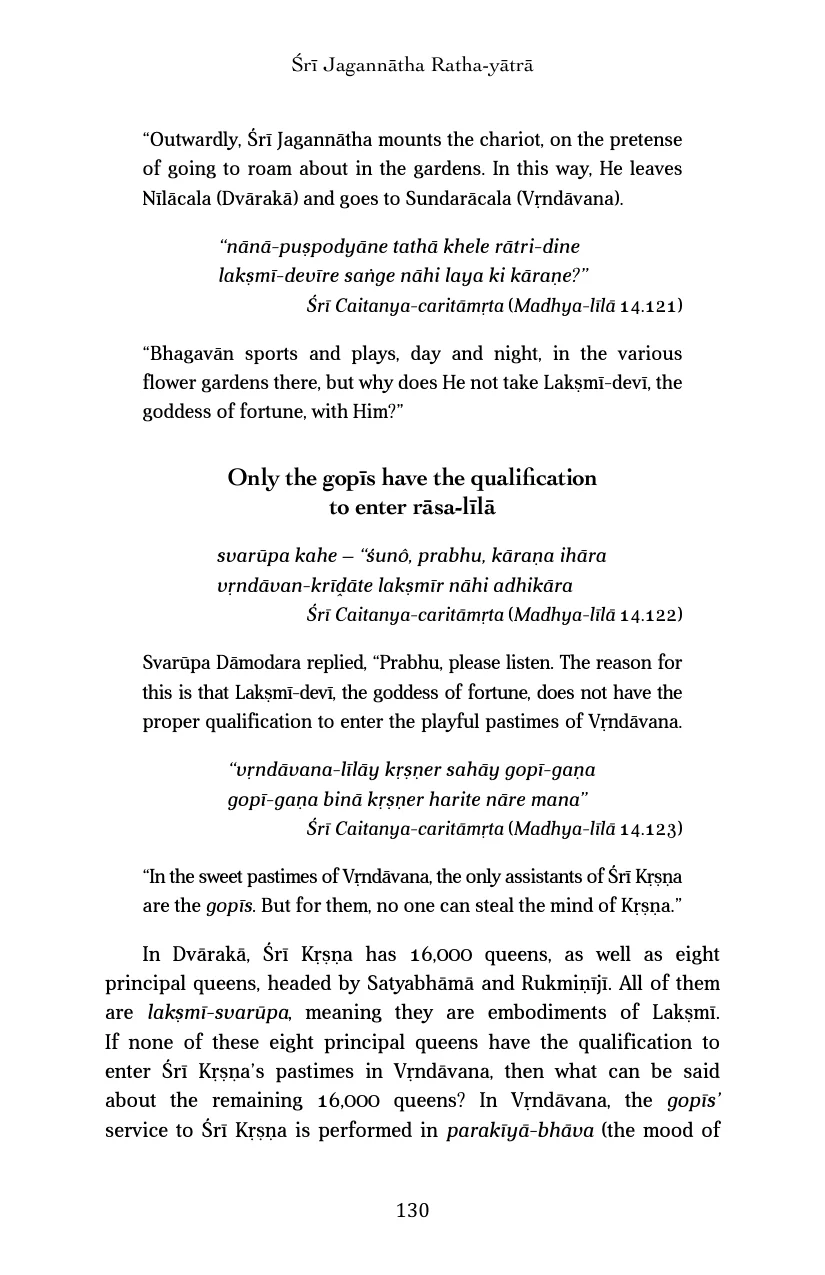 Śrī Jagannātha Ratha-yātrā
“Outwardly, Śrī Jagannātha mounts the chariot, on the pretense
of going to roam about in the gardens. In this way, He leaves
Nīlācala (Dvārakā) and goes to Sundarācala (Vṛndāvana).
“nānā-puṣpodyāne tathā khele rātri-dine
lakṣmī-devīre saṅge nāhi laya ki kāraṇe?”
Śrī Caitanya-caritāmṛta (Madhya-līlā 14.121)
“Bhagavān sports and plays, day and night, in the various
flower gardens there, but why does He not take Lakṣmī-devī, the
goddess of fortune, with Him?”
Only the gopīs have the qualification
to enter rāsa-līlā
svarūpa kahe – “śunô, prabhu, kāraṇa ihāra
vṛndāvan-krīḓāte lakṣmīr nāhi adhikāra
Śrī Caitanya-caritāmṛta (Madhya-līlā 14.122)
Svarūpa Dāmodara replied, “Prabhu, please listen. The reason for
this is that Lakṣmī-devī, the goddess of fortune, does not have the
proper qualification to enter the playful pastimes of Vṛndāvana.
“vṛndāvana-līlāy kṛṣṇer sahāy gopī-gaṇa
gopī-gaṇa binā kṛṣṇer harite nāre mana”
Śrī Caitanya-caritāmṛta (Madhya-līlā 14.123)
“In the sweet pastimes of Vṛndāvana, the only assistants of Śrī Kṛṣṇa
are the gopīs. But for them, no one can steal the mind of Kṛṣṇa.”
In Dvārakā, Śrī Kṛṣṇa has 16,000 queens, as well as eight
principal queens, headed by Satyabhāmā and Rukmiṇījī. All of them
are lakṣmī-svarūpa, meaning they are embodiments of Lakṣmī.
If none of these eight principal queens have the qualification to
enter Śrī Kṛṣṇa’s pastimes in Vṛndāvana, then what can be said
about the remaining 16,000 queens? In Vṛndāvana, the gopīs’
service to Śrī Kṛṣṇa is performed in parakīyā-bhāva (the mood of
130